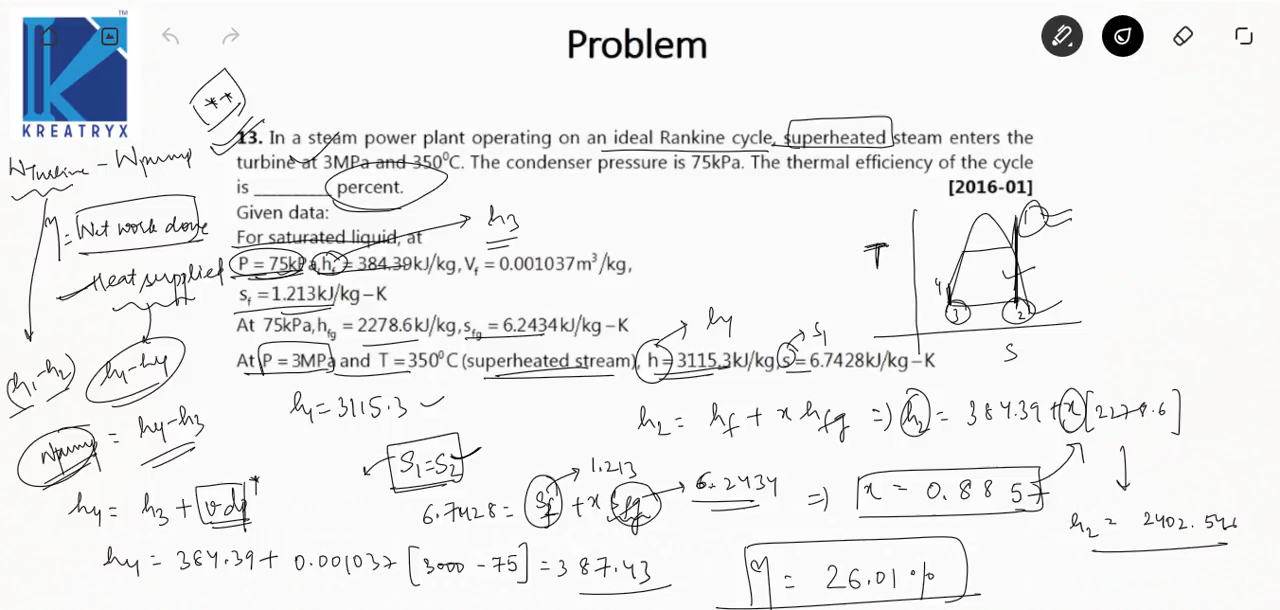 TM
KREATRYX
Problem
**
13. In a steam power plant operating on an ideal Rankine cycle, superheated steam enters the
turbine at 3MPa and 350⁰C. The condenser pressure is 75kPa. The thermal efficiency of the cycle
is ________ percent. [2016-01]
Given data:
For saturated liquid, at
P = 75kPa, hf = 384.39kJ/kg, Vf = 0.001037m³/kg,
sf = 1.213kJ/kg–K
At 75kPa, hfg = 2278.6kJ/kg, sfg = 6.2434kJ/kg–K
At P = 3MPa and T = 350⁰C (superheated stream), h = 3115.3kJ/kg, s = 6.7428kJ/kg–K
Wturbine - Wpump
η = Net work done
Heat supplied
(h1-h2)
h1-h4
Wpump = h4-h3
h3
h1
s1
T
1
4
3
2
S
h1 = 3115.3
h2 = hf + x hfg => h2 = 384.39 + x [2278.6]
S1 = S2
1.213
6.7428 = Sf + x Sfg
6.2434
=> x = 0.8857
h2 = 2402.546
h4 = h3 + vdp
h4 = 384.39 + 0.001037 [3000 - 75] = 387.43
η = 26.01 %